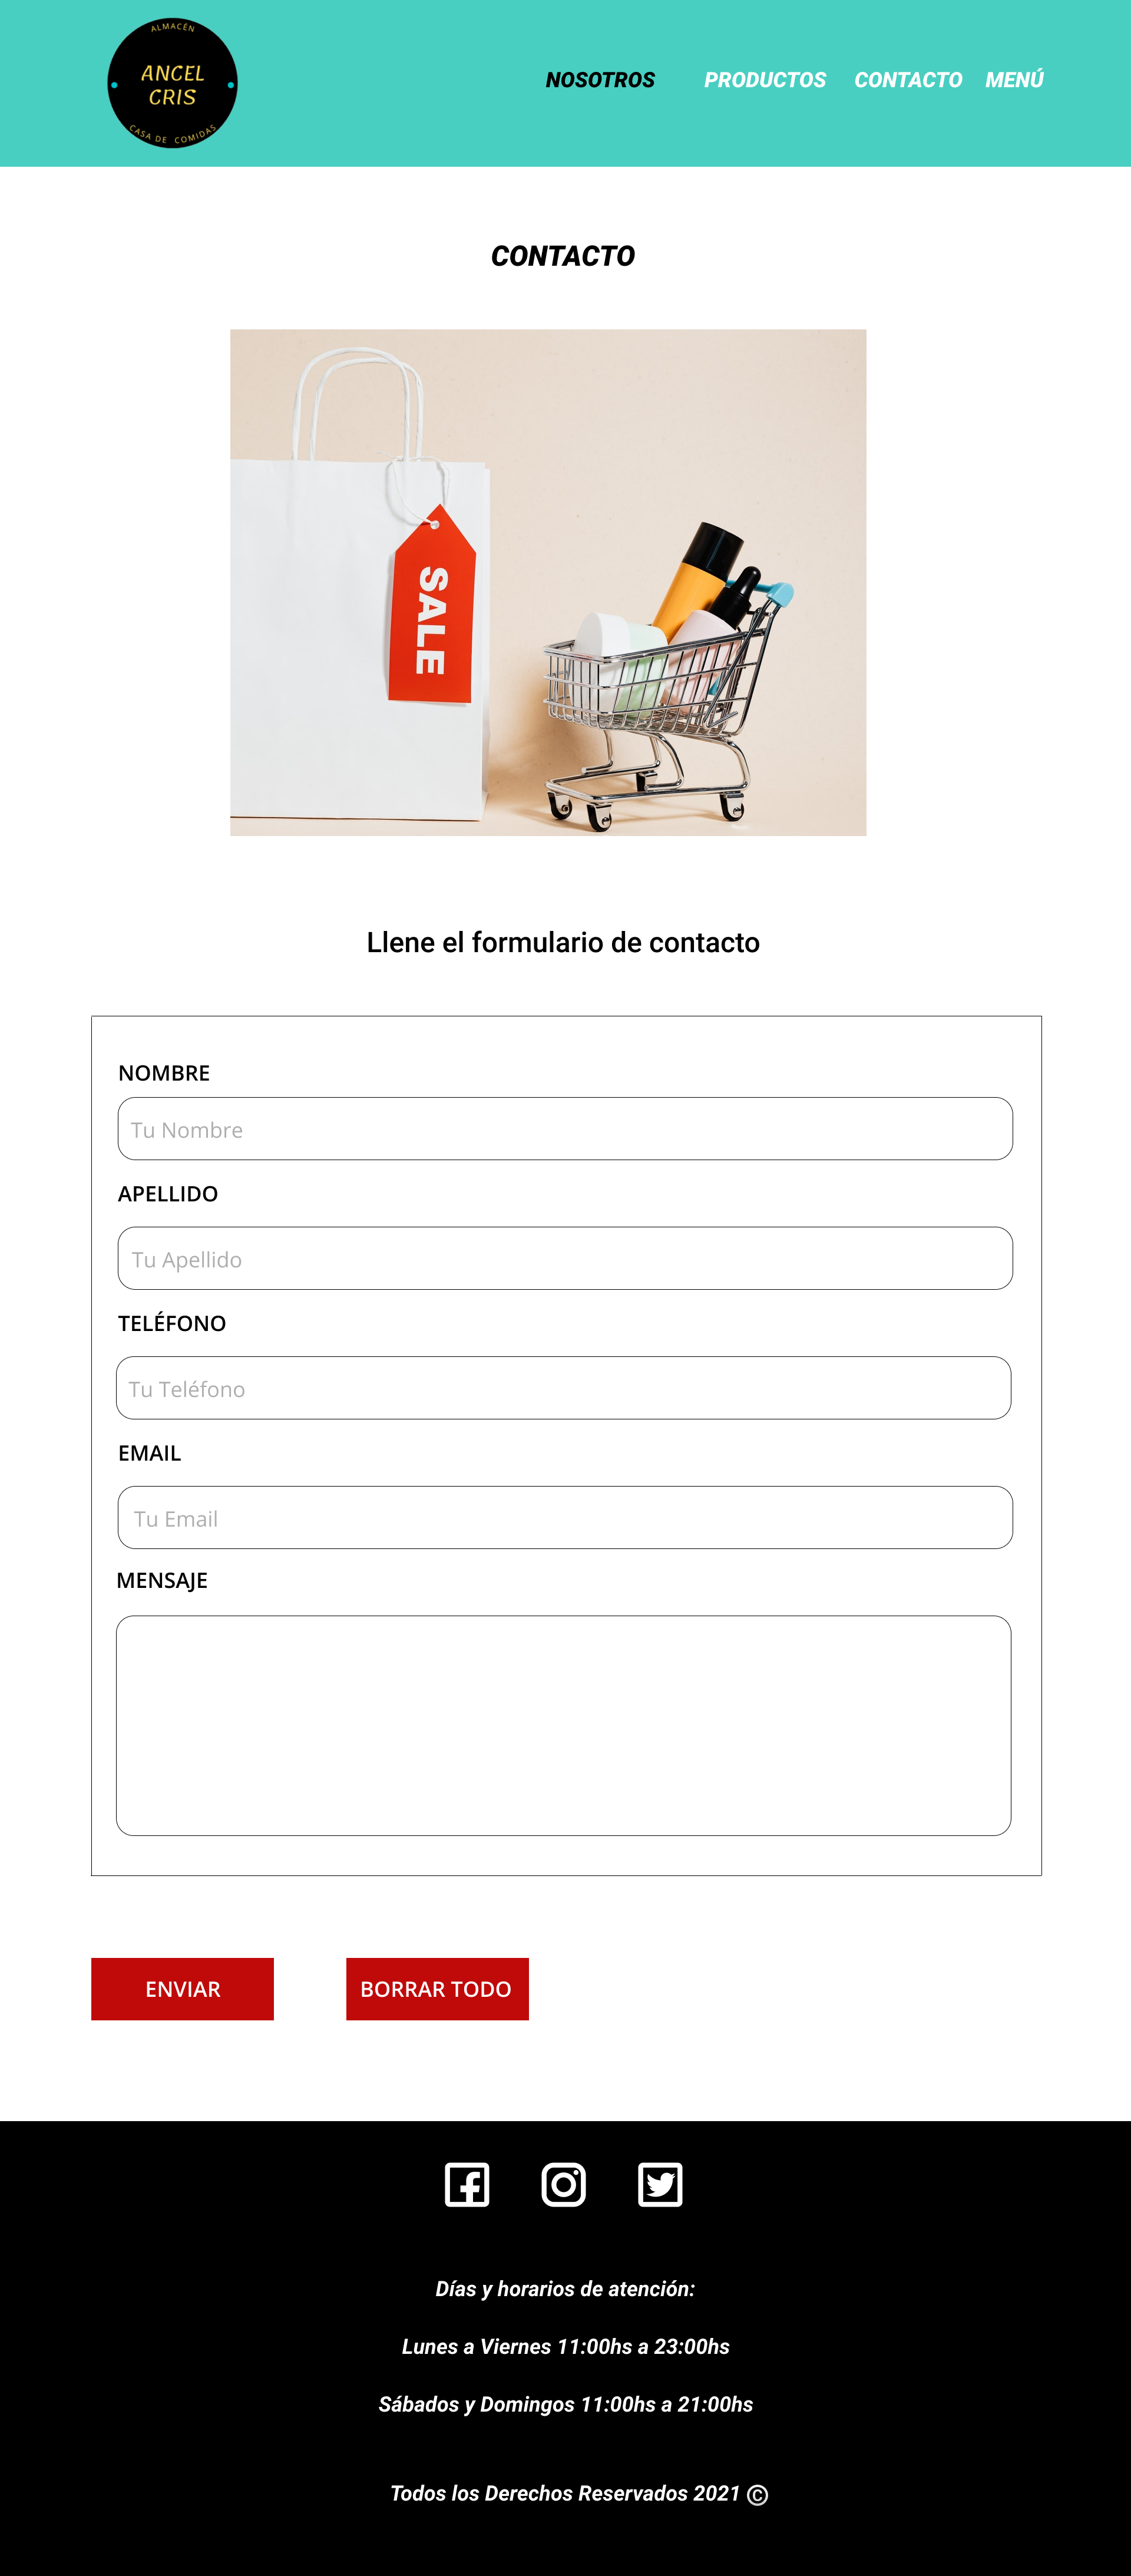 ALMACÉN
ANCEL
CRIS
CASA DE COMIDAS
NOSOTROS PRODUCTOS CONTACTO MENÚ
CONTACTO
SALE
Llene el formulario de contacto
NOMBRE
Tu Nombre
APELLIDO
Tu Apellido
TELÉFONO
Tu Teléfono
EMAIL
Tu Email
MENSAJE
ENVIAR BORRAR TODO
Días y horarios de atención:
Lunes a Viernes 11:00hs a 23:00hs
Sábados y Domingos 11:00hs a 21:00hs
Todos los Derechos Reservados 2021 ©